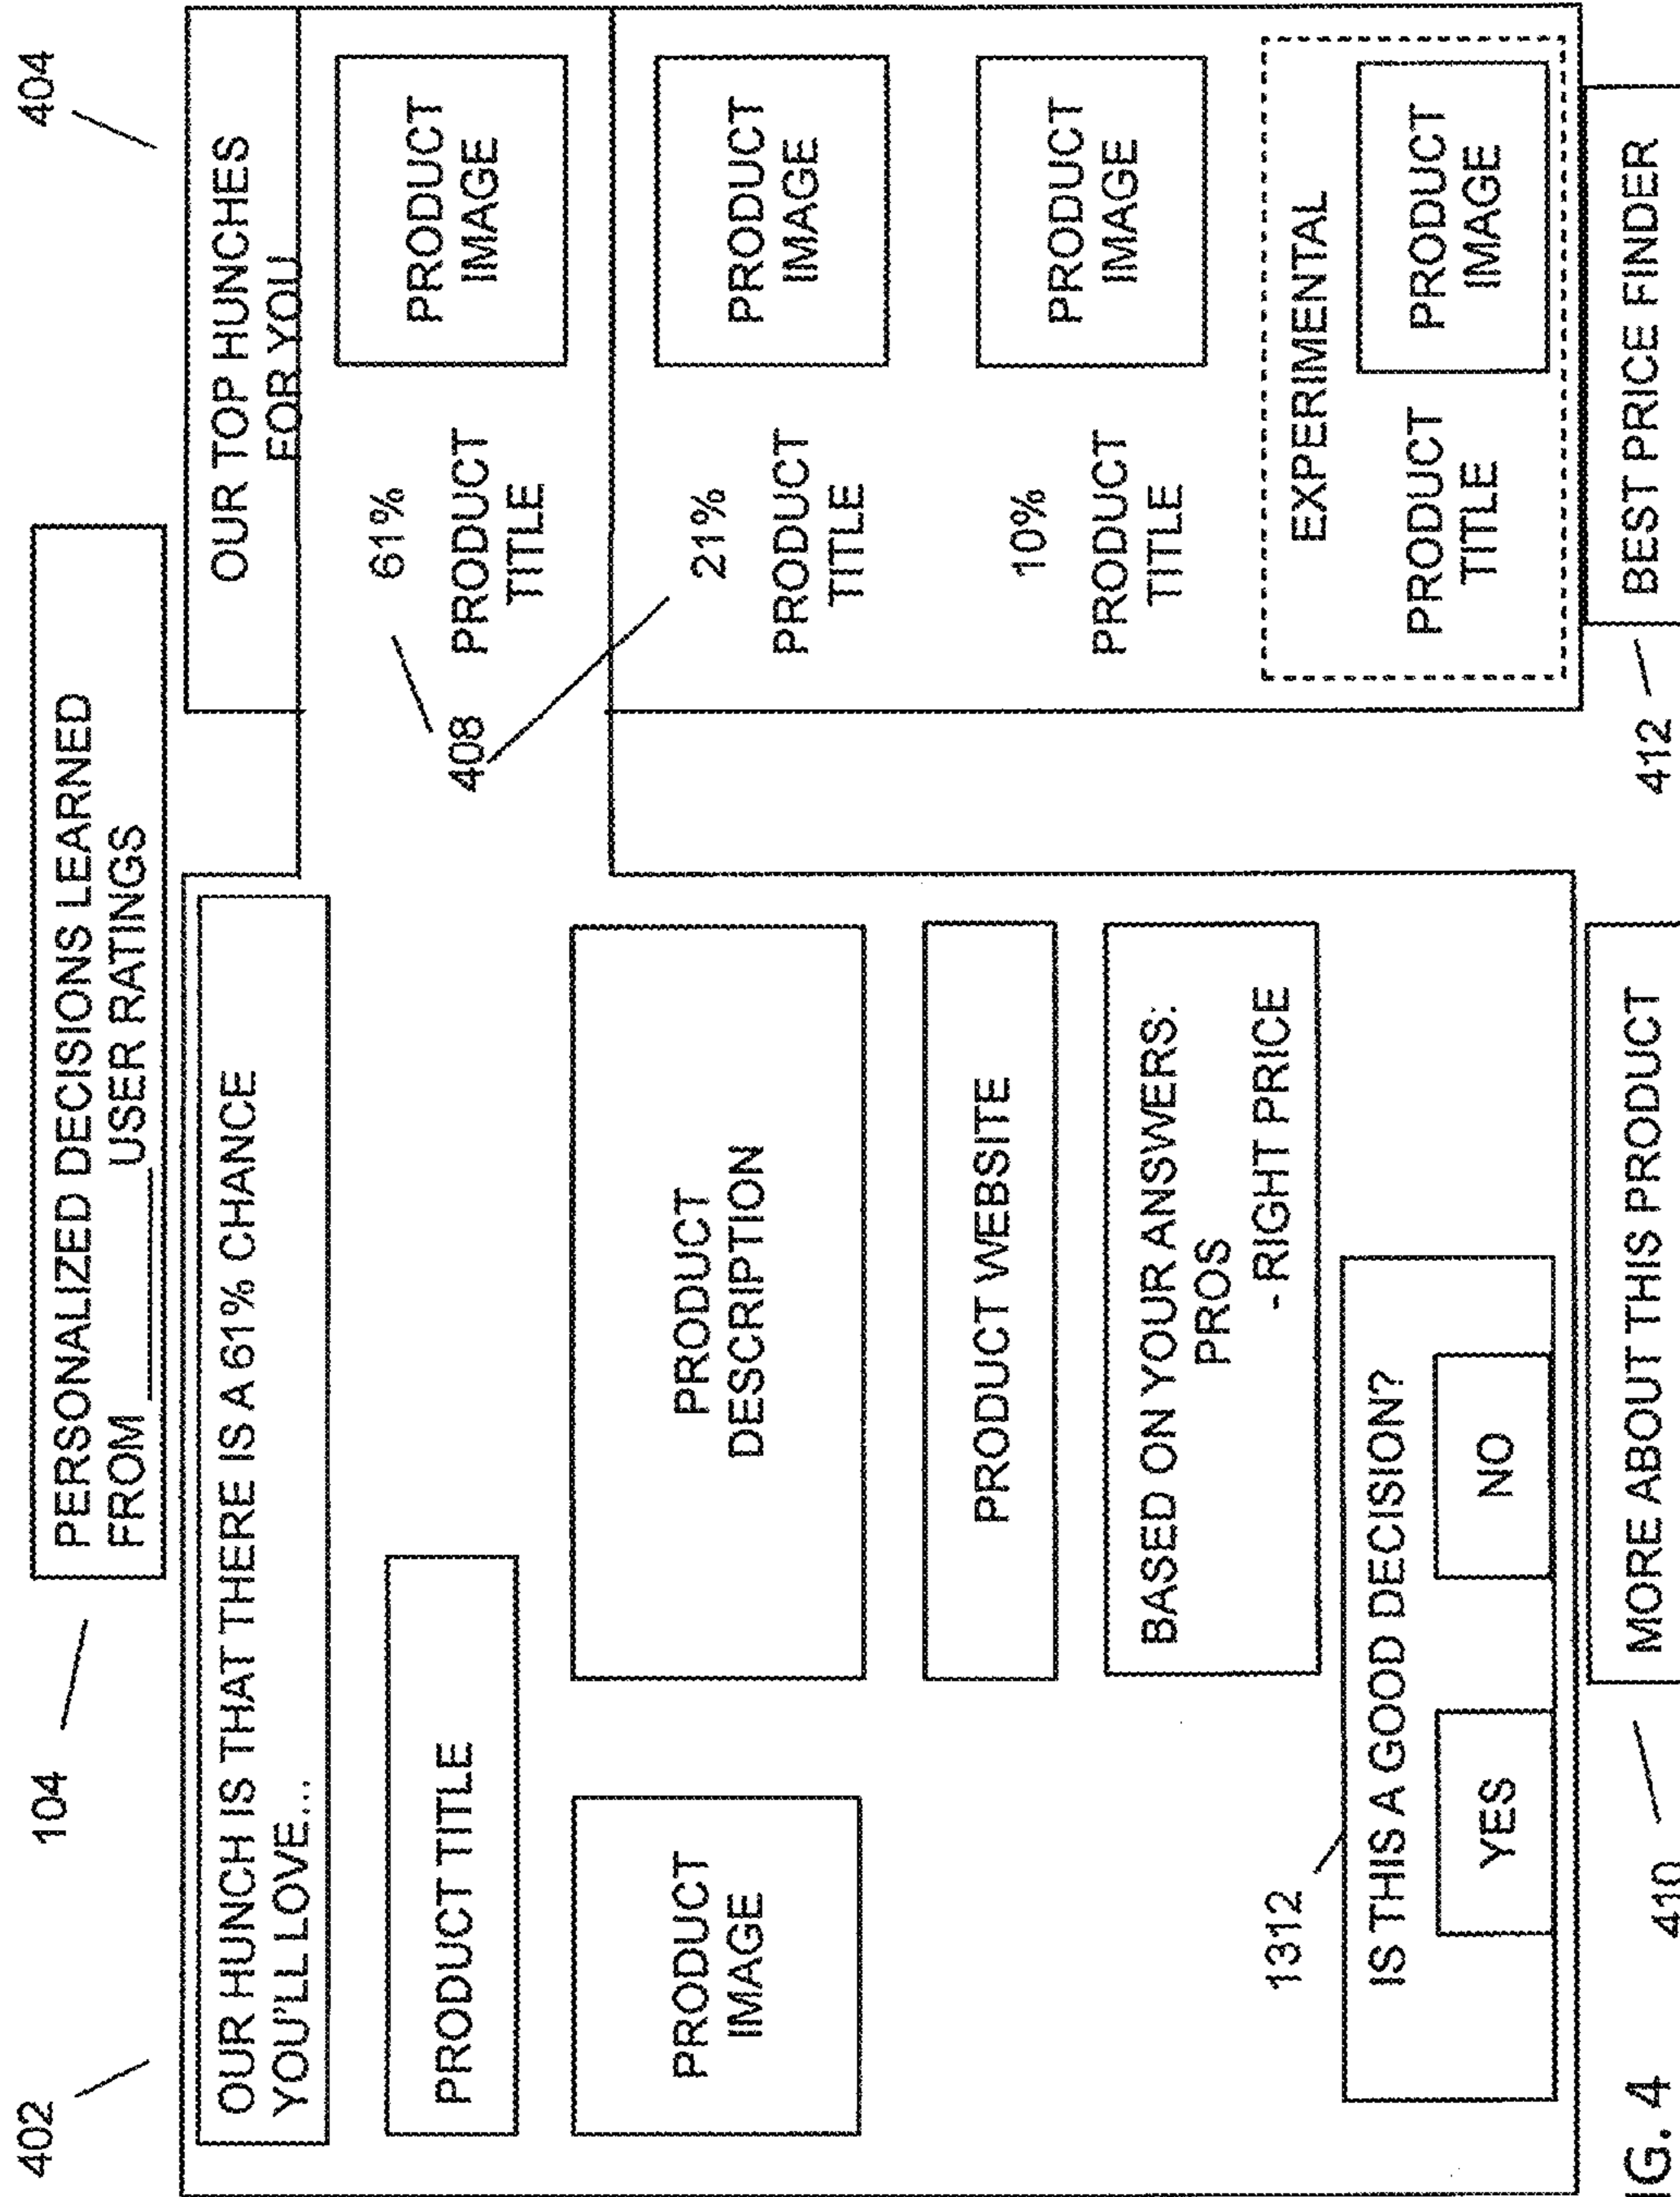 402
104
404
PERSONALIZED DECISIONS LEARNED
FROM ________ USER RATINGS
OUR HUNCH IS THAT THERE IS A 61% CHANCE
YOU'LL LOVE...
PRODUCT TITLE
PRODUCT
IMAGE
PRODUCT
DESCRIPTION
PRODUCT WEBSITE
BASED ON YOUR ANSWERS:
PROS
- RIGHT PRICE
1312
IS THIS A GOOD DECISION?
YES
NO
OUR TOP HUNCHES
FOR YOU
408
61%
PRODUCT
TITLE
PRODUCT
IMAGE
21%
PRODUCT
TITLE
PRODUCT
IMAGE
10%
PRODUCT
TITLE
PRODUCT
IMAGE
EXPERIMENTAL
PRODUCT
TITLE
PRODUCT
IMAGE
410
MORE ABOUT THIS PRODUCT
412
BEST PRICE FINDER
IG. 4